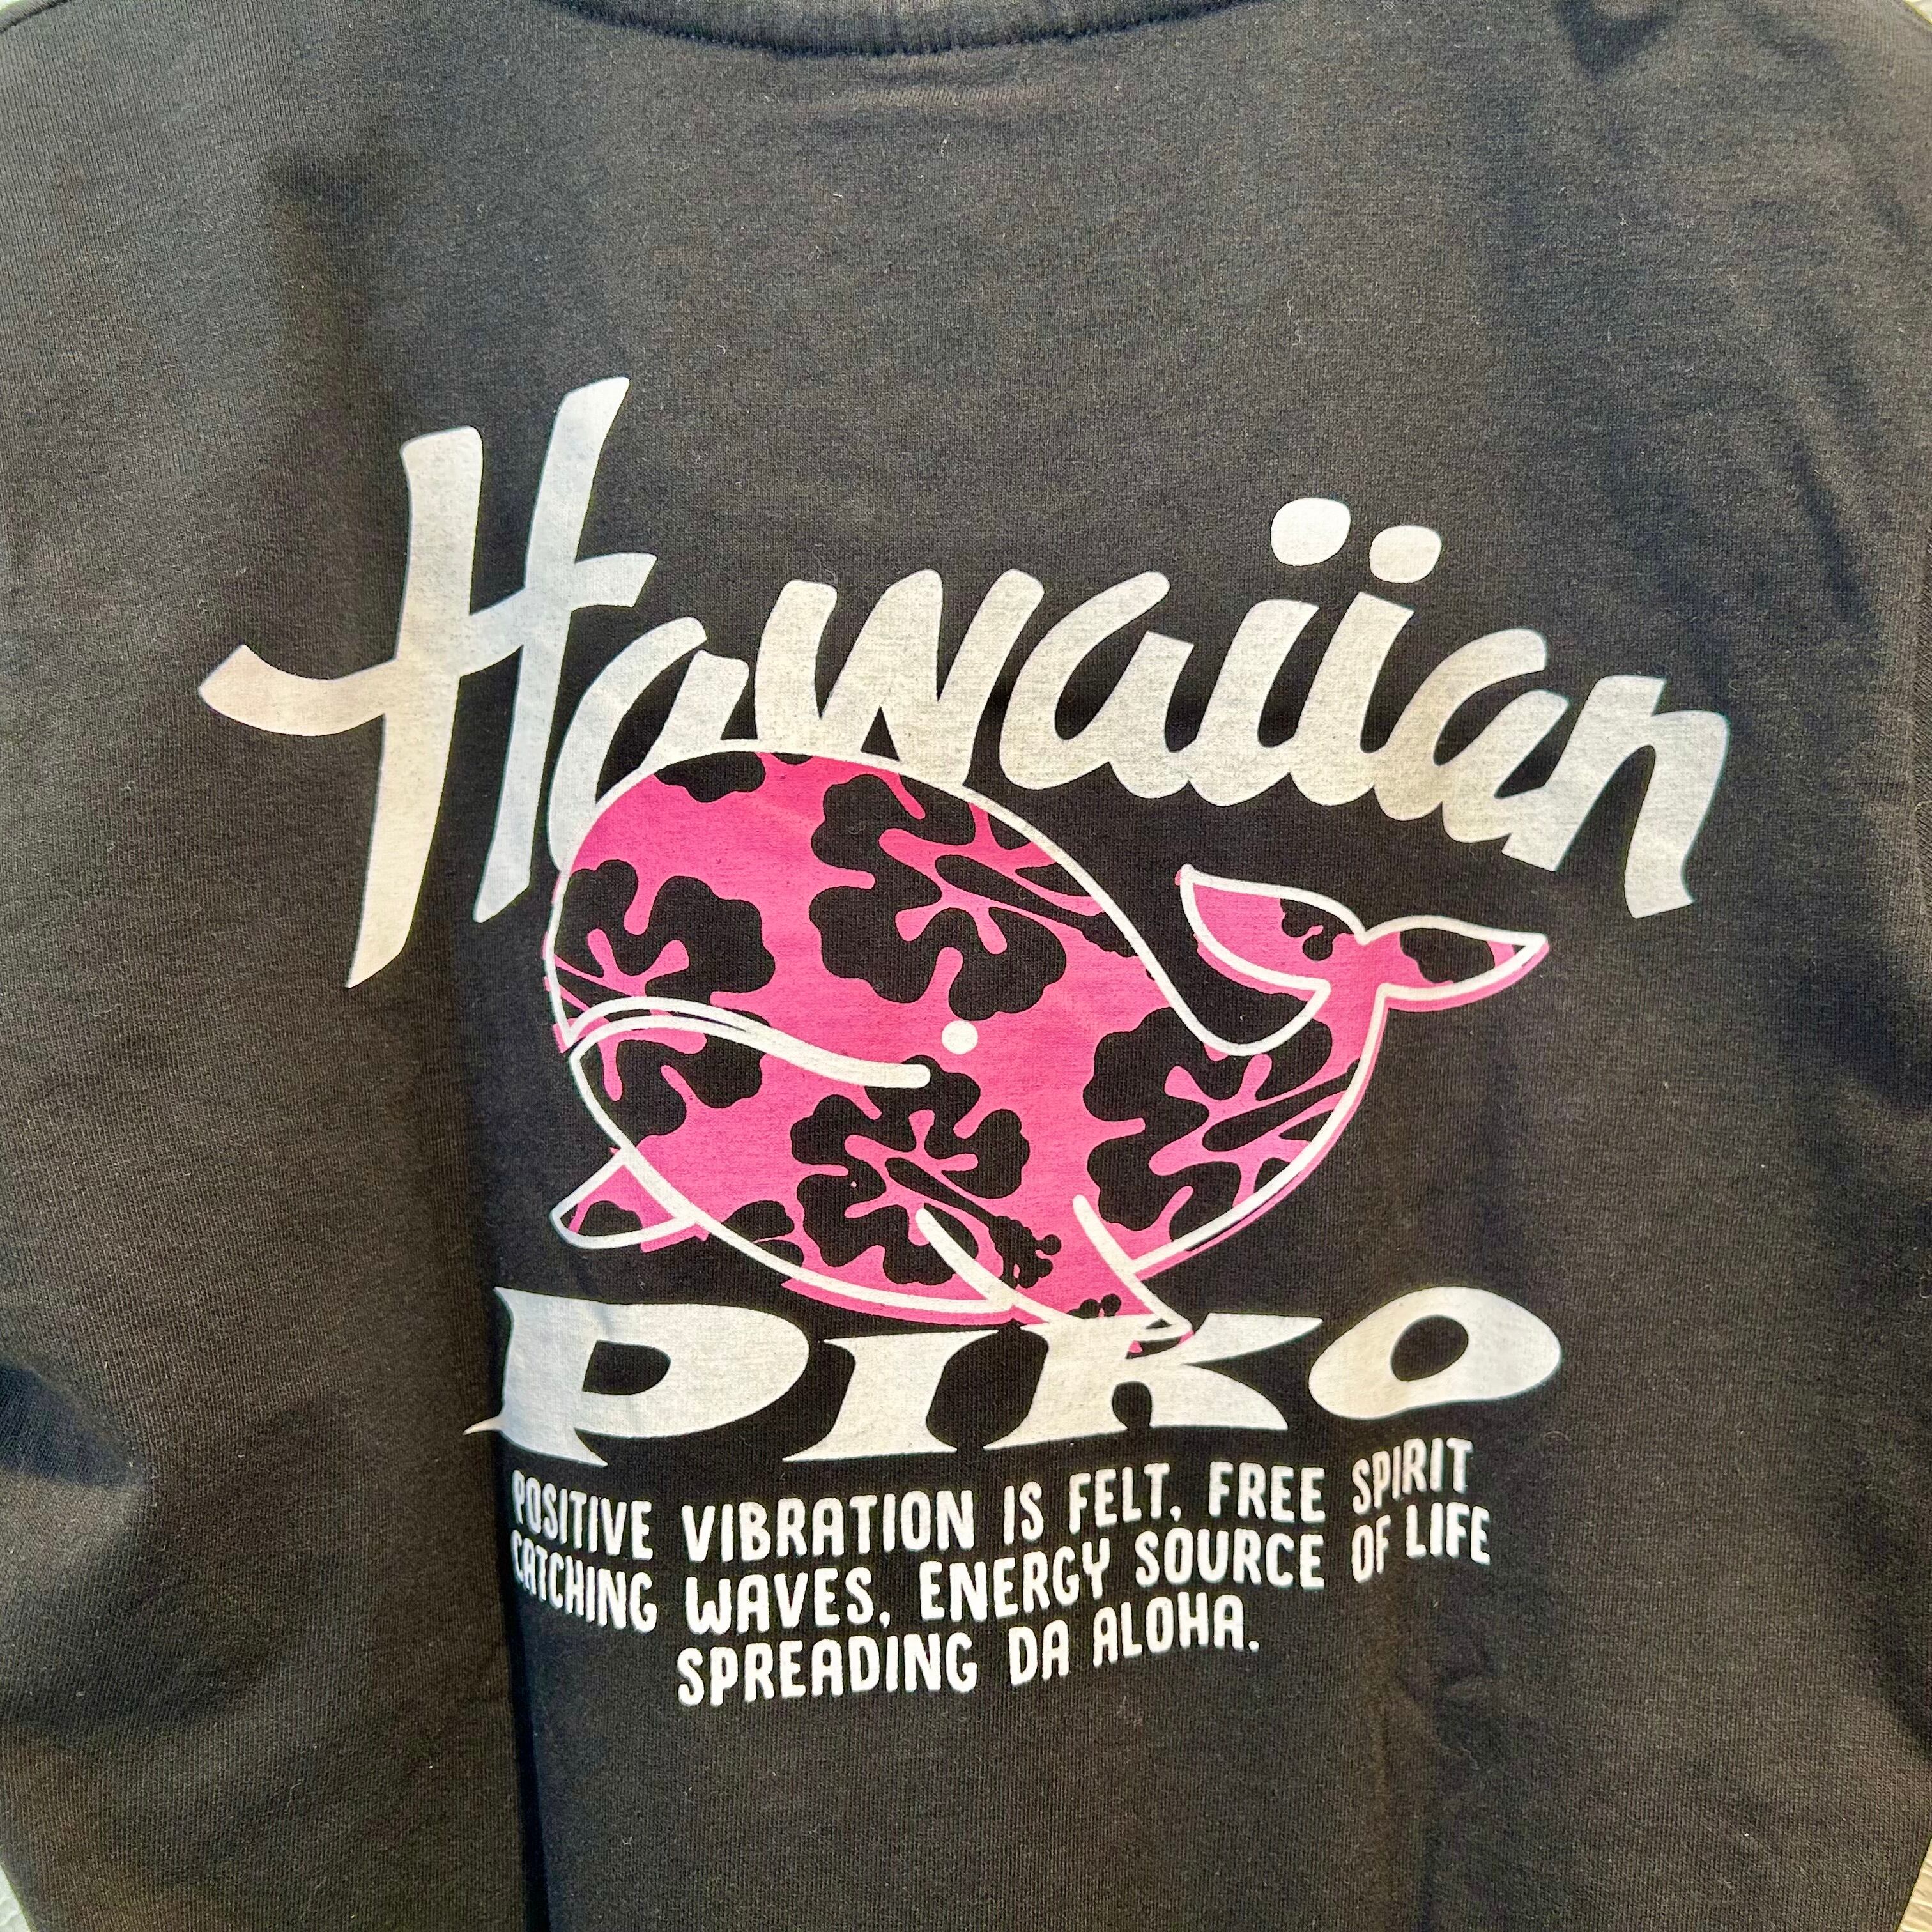 Hawaiian
PIKO
POSITIVE VIBRATION IS FELT, FREE SPIRIT
CATCHING WAVES, ENERGY SOURCE OF LIFE
SPREADING DA ALOHA.